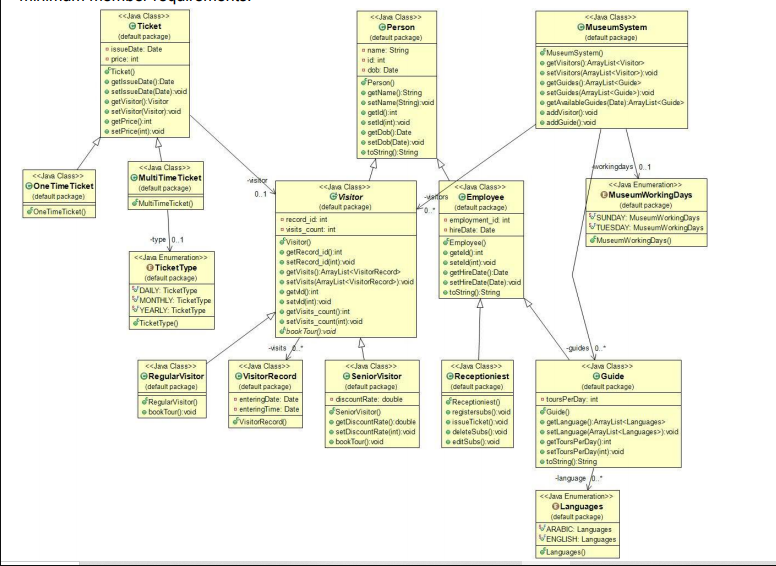 minimum member requirements.
<<Java Class>>
Ticket
(default package)
issueDate: Date
price: int
Ticket()
getIssueDate():Date
setIssueDate(Date):void
getVisitor():Visitor
setVisitor(Visitor):void
getPrice():int
setPrice(int):void
<<Java Class>>
Person
(default package)
name: String
id: int
dob: Date
Person()
getName():String
setName(String):void
getId():int
setId(int):void
getDob():Date
setDob(Date):void
toString():String
<<Java Class>>
MuseumSystem
(default package)
MuseumSystem()
getVisitors():ArrayList<Visitor>
setVisitors(ArrayList<Visitor>):void
getGuides():ArrayList<Guide>
setGuides(ArrayList<Guide>):void
getAvailableGuides(Date):ArrayList<Guide>
addVisitor():void
addGuide():void
<<Java Class>>
OneTimeTicket
(default package)
OneTimeTicket()
<<Java Class>>
MultiTimeTicket
(default package)
MultiTimeTicket()
-visitor
0..1
-visitors
0..*
-workingdays 0..1
-type 0..1
<<Java Class>>
Visitor
(default package)
record_id: int
visits_count: int
Visitor()
getRecord_id():int
setRecord_id(int):void
getVisits():ArrayList<VisitorRecord>
setVisits(ArrayList<VisitorRecord>):void
getvId():int
setvId(int):void
getVisits_count():int
setVisits_count(int):void
bookTour():void
<<Java Class>>
Employee
(default package)
employment_id: int
hireDate: Date
Employee()
geteId():int
seteId(int):void
getHireDate():Date
setHireDate(Date):void
toString():String
<<Java Enumeration>>
MuseumWorkingDays
(default package)
SUNDAY: MuseumWorkingDays
TUESDAY: MuseumWorkingDays
MuseumWorkingDays()
<<Java Enumeration>>
TicketType
(default package)
DAILY: TicketType
MONTHLY: TicketType
YEARLY: TicketType
TicketType()
-visits 0..*
-guides 0..*
<<Java Class>>
RegularVisitor
(default package)
RegularVisitor()
bookTour():void
<<Java Class>>
VisitorRecord
(default package)
enteringDate: Date
enteringTime: Date
VisitorRecord()
<<Java Class>>
SeniorVisitor
(default package)
discountRate: double
SeniorVisitor()
getDiscountRate():double
setDiscountRate(int):void
bookTour():void
<<Java Class>>
Receptioniest
(default package)
Receptioniest()
registersubs():void
issueTicket():void
deleteSubs():void
editSubs():void
<<Java Class>>
Guide
(default package)
toursPerDay: int
Guide()
getLanguage():ArrayList<Languages>
setLanguage(ArrayList<Languages>):void
getToursPerDay():int
setToursPerDay(int):void
toString():String
-language 0..*
<<Java Enumeration>>
Languages
(default package)
ARABIC: Languages
ENGLISH: Languages
Languages()